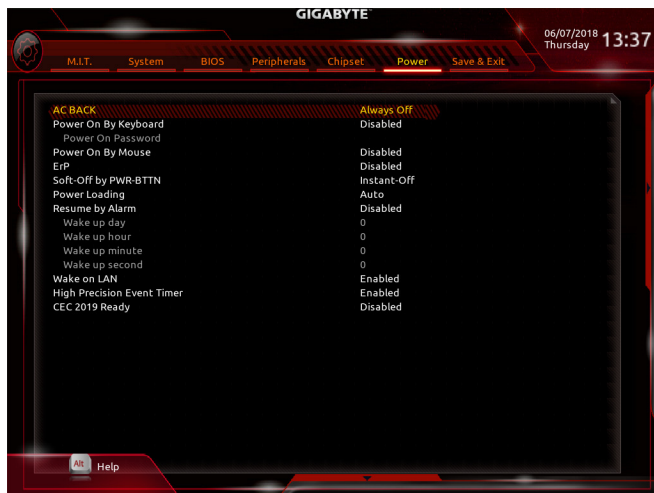 GIGABYTE™
06/07/2018 Thursday 13:37
M.I.T. System BIOS Peripherals Chipset Power Save & Exit
AC BACK Always Off
Power On By Keyboard Disabled
Power On Password
Power On By Mouse Disabled
ErP Disabled
Soft-Off by PWR-BTTN Instant-Off
Power Loading Auto
Resume by Alarm Disabled
Wake up day 0
Wake up hour 0
Wake up minute 0
Wake up second 0
Wake on LAN Enabled
High Precision Event Timer Enabled
CEC 2019 Ready Disabled
Alt Help